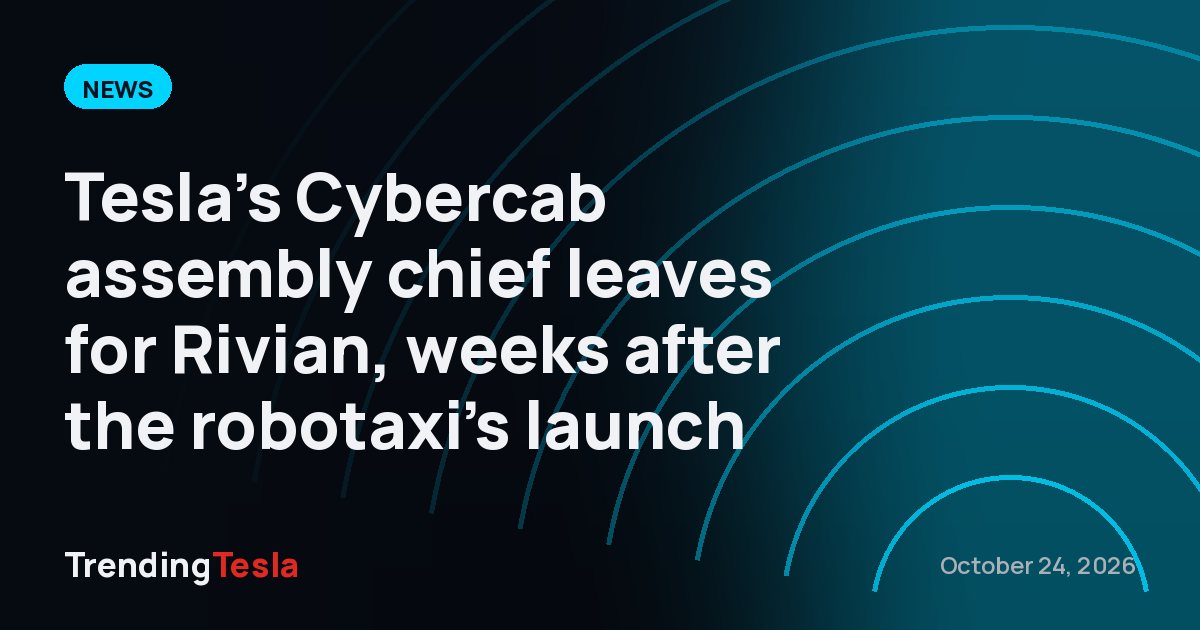 NEWS
Tesla’s Cybercab
assembly chief leaves
for Rivian, weeks after
the robotaxi’s launch
TrendingTesla
October 24, 2026